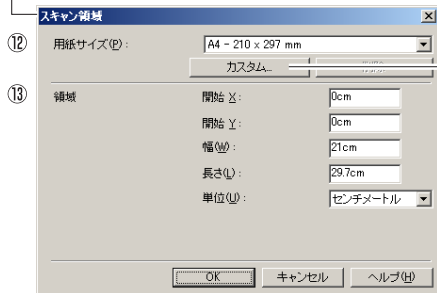 スキャン領域
⑫ 用紙サイズ(P): A4 - 210 x 297 mm
カスタム...
⑬ 領域 開始 X: 0cm
開始 Y: 0cm
幅(W): 21cm
長さ(L): 29.7cm
単位(U): センチメートル
OK キャンセル ヘルプ(H)